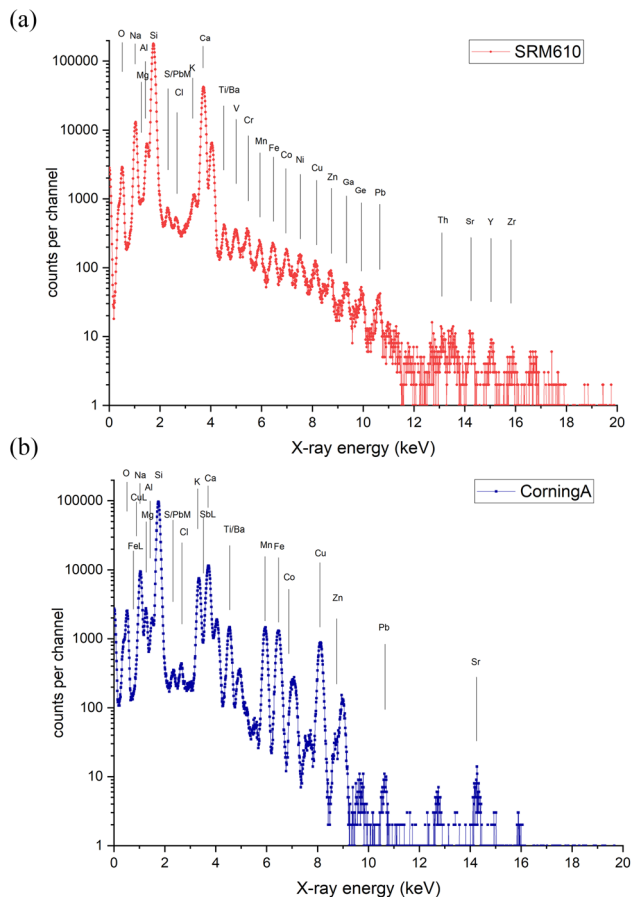 (a)
SRM610
O Na Al Mg Si S/PbM Cl K Ca Ti/Ba V Cr Mn Fe Co Ni Cu Zn Ga Ge Pb Th Sr Y Zr
counts per channel
100000
10000
1000
100
10
1
0 2 4 6 8 10 12 14 16 18 20
X-ray energy (keV)
(b)
CorningA
O FeL CuL Na Al Mg Si S/PbM Cl K SbL Ca Ti/Ba Mn Fe Co Cu Zn Pb Sr
counts per channel
100000
10000
1000
100
10
1
0 2 4 6 8 10 12 14 16 18 20
X-ray energy (keV)